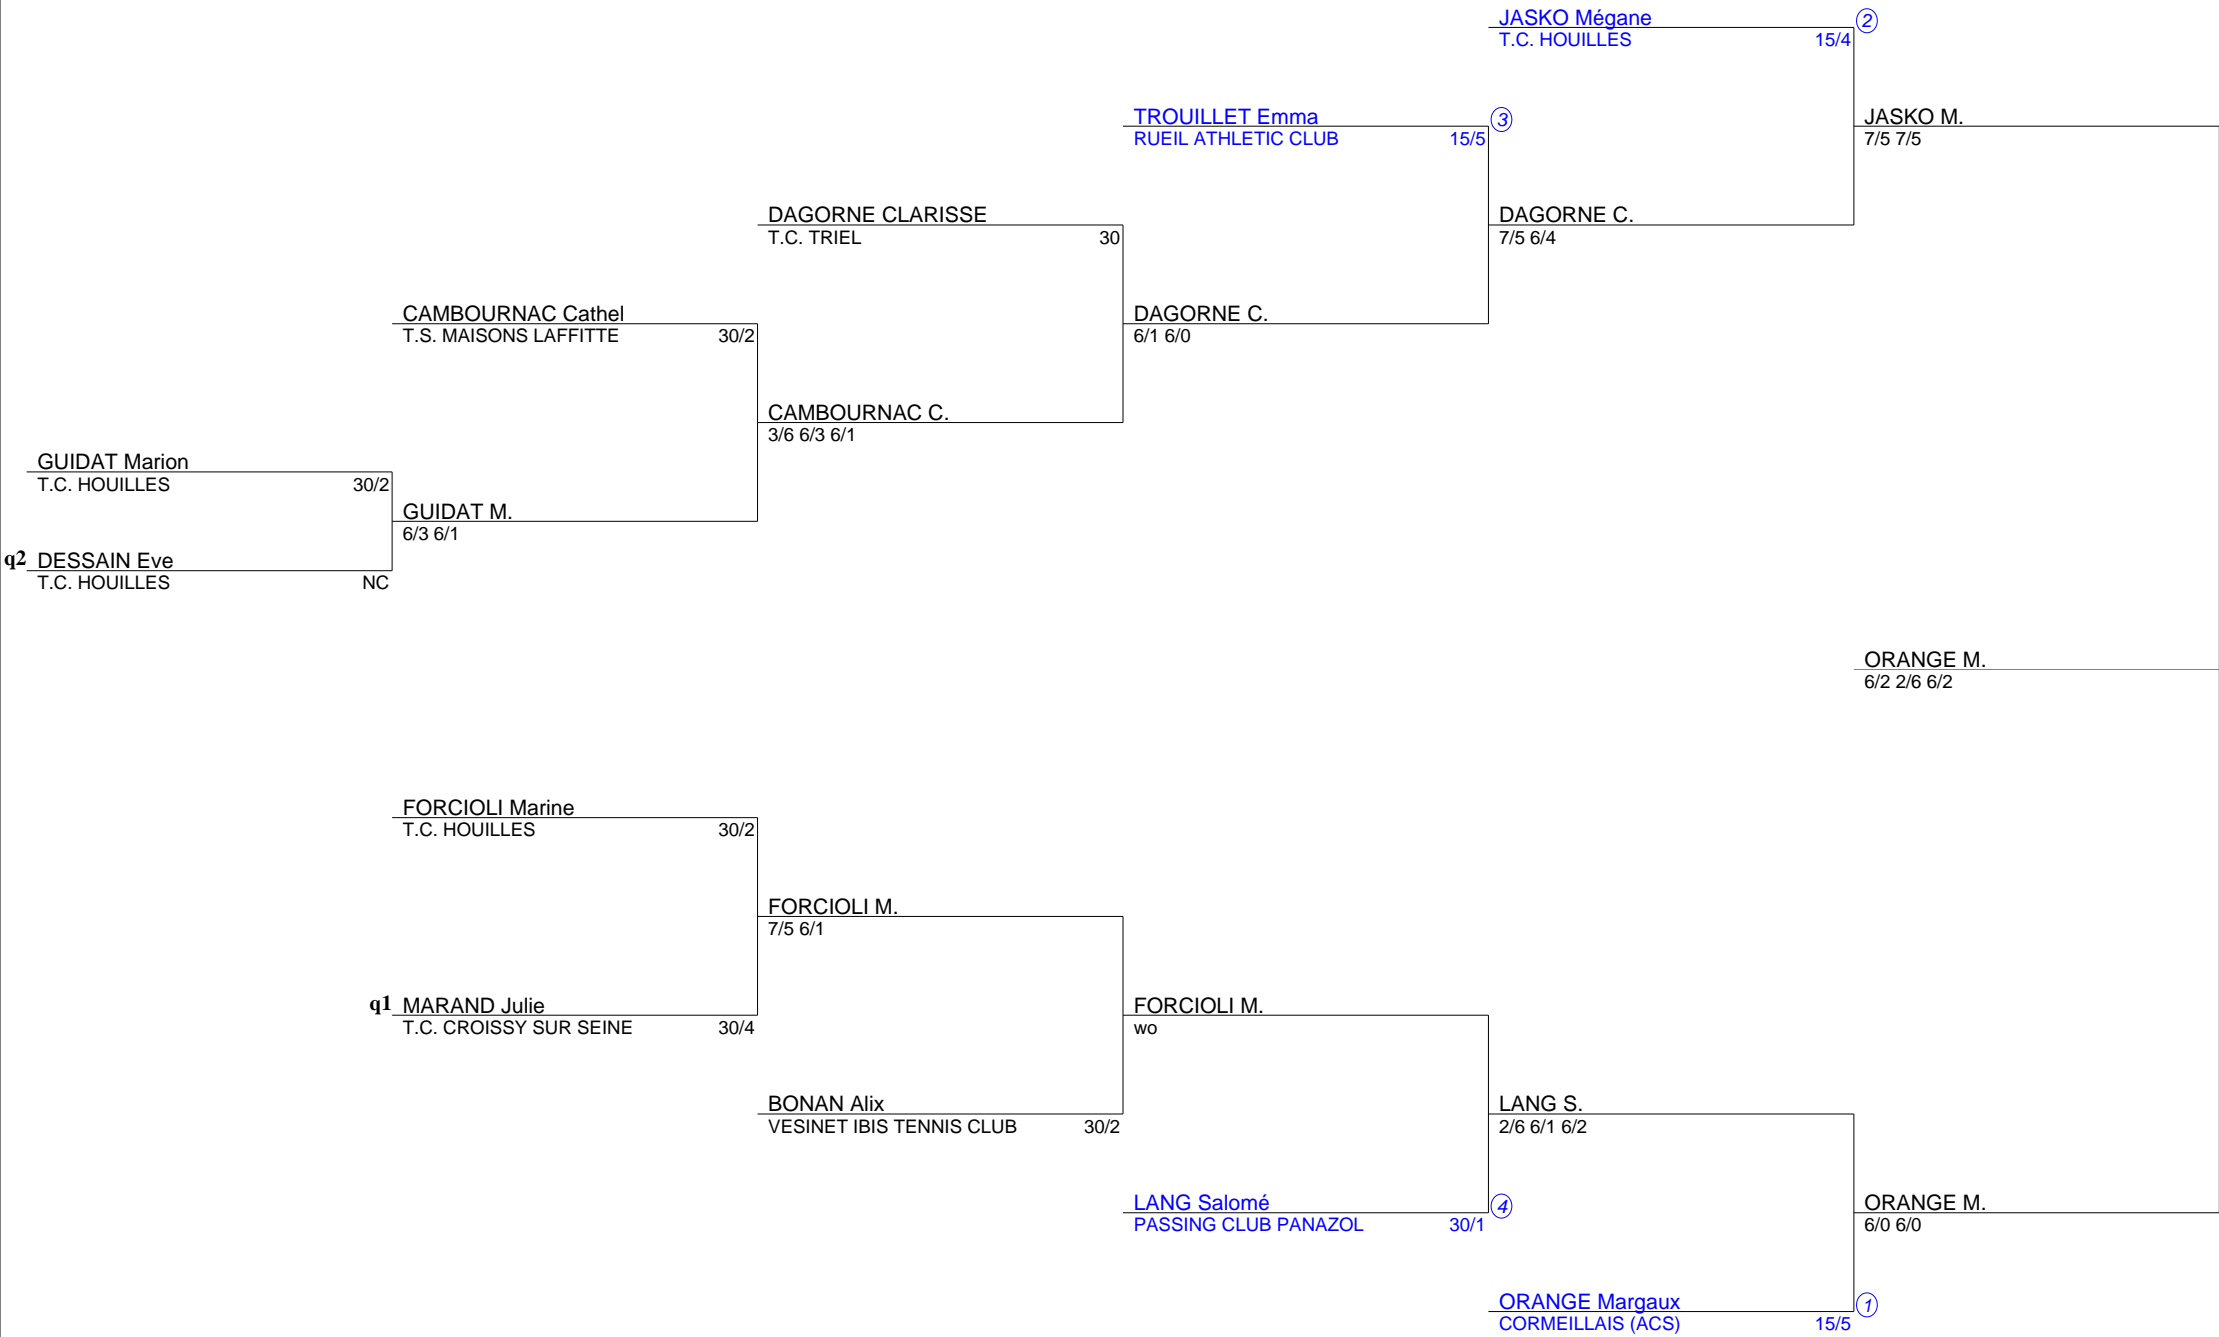 JASKO Mégane
2
T.C. HOUILLES 15/4
TROUILLET Emma
3
RUEIL ATHLETIC CLUB 15/5
JASKO M.
7/5 7/5
DAGORNE CLARISSE
T.C. TRIEL 30
DAGORNE C.
7/5 6/4
CAMBOURNAC Cathel
T.S. MAISONS LAFFITTE 30/2
DAGORNE C.
6/1 6/0
CAMBOURNAC C.
3/6 6/3 6/1
GUIDAT Marion
T.C. HOUILLES 30/2
GUIDAT M.
6/3 6/1
q2 DESSAIN Eve
T.C. HOUILLES NC
ORANGE M.
6/2 2/6 6/2
FORCIOLI Marine
T.C. HOUILLES 30/2
FORCIOLI M.
7/5 6/1
q1 MARAND Julie
T.C. CROISSY SUR SEINE 30/4
FORCIOLI M.
wo
BONAN Alix
VESINET IBIS TENNIS CLUB 30/2
LANG S.
2/6 6/1 6/2
LANG Salomé
4
PASSING CLUB PANAZOL 30/1
ORANGE M.
6/0 6/0
ORANGE Margaux
1
CORMEILLAIS (ACS) 15/5